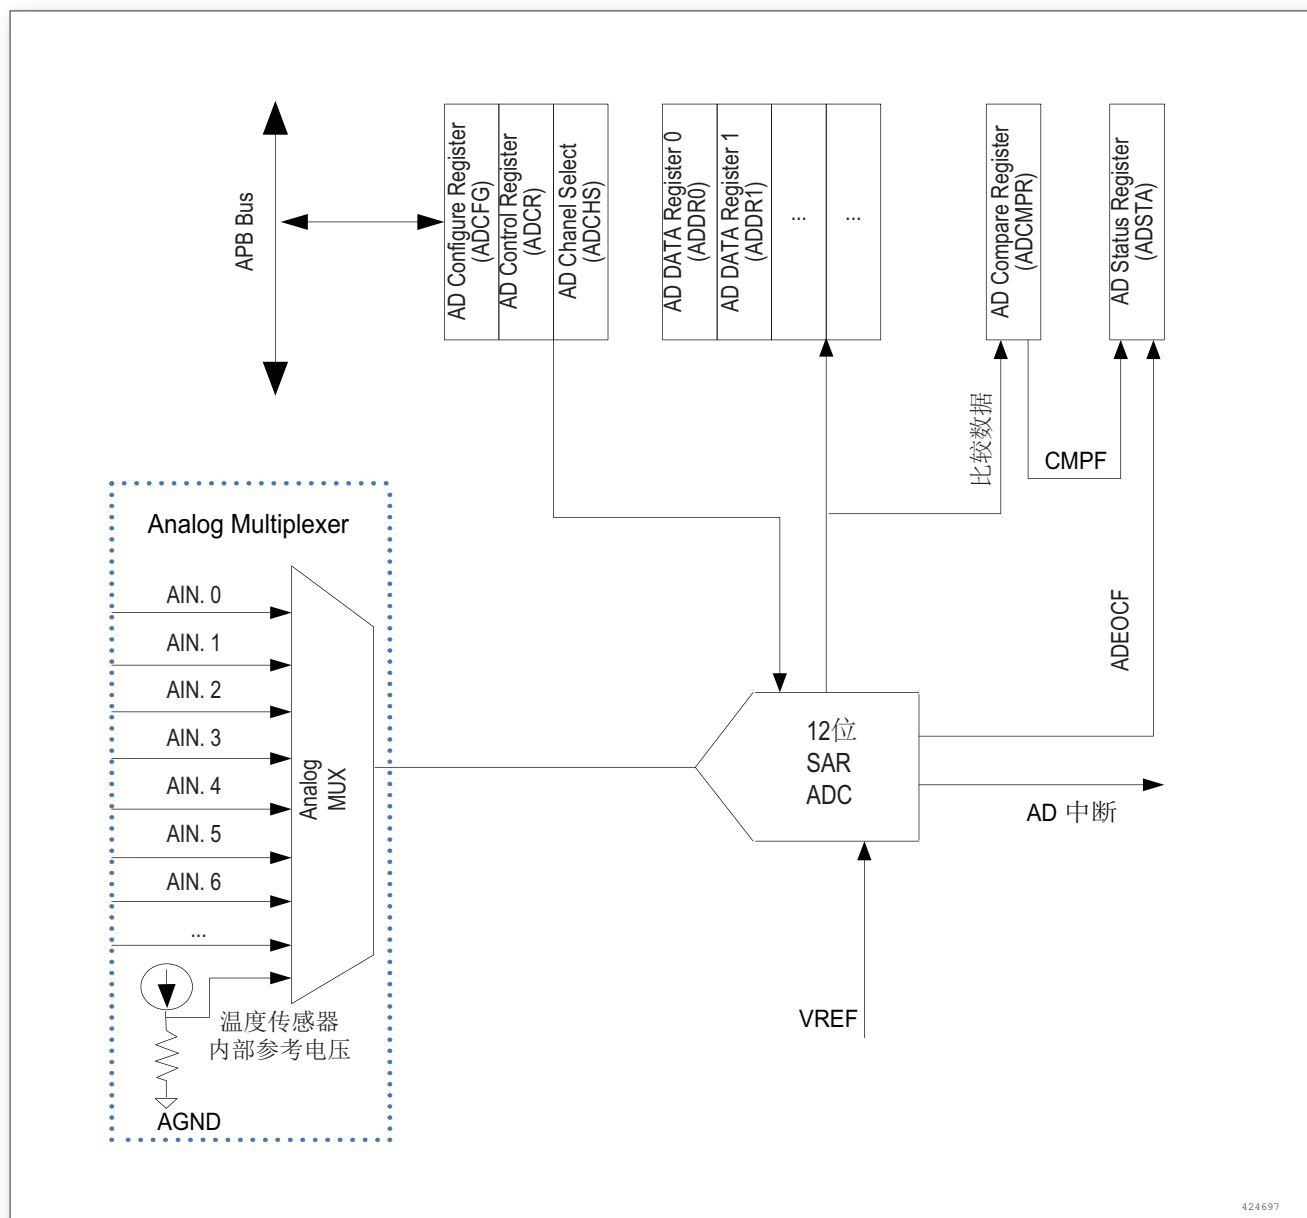 APB Bus
AD Configure Register
(ADCFG)
AD Control Register
(ADCR)
AD Channel Select
(ADCHS)
AD DATA Register 0
(ADDR0)
AD DATA Register 1
(ADDR1)
...
...
AD Compare Register
(ADCMPR)
AD Status Register
(ADSTA)
比较数据
CMPF
ADEOCF
Analog Multiplexer
AIN. 0
AIN. 1
AIN. 2
AIN. 3
AIN. 4
AIN. 5
AIN. 6
...
Analog
MUX
温度传感器
内部参考电压
AGND
12位
SAR
ADC
AD 中断
VREF
424697